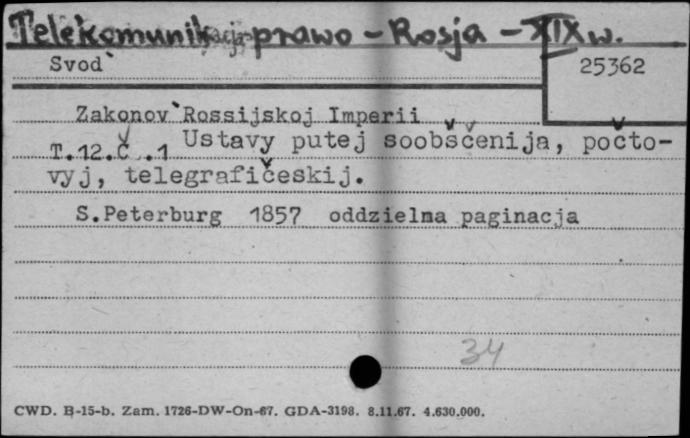 Telekomunikacja - prawo - Rosja - XIX w.
Svod 25362
Zakonov Rossijskoj Imperii
T.12.Č .1 Ustavy putej soobščenija, počto-
vyj, telegrafičeskij.
S.Peterburg 1857 oddzielna paginacja
34
CWD. B-15-b. Zam. 1726-DW-On-67. GDA-3198. 8.11.67. 4.630.000.